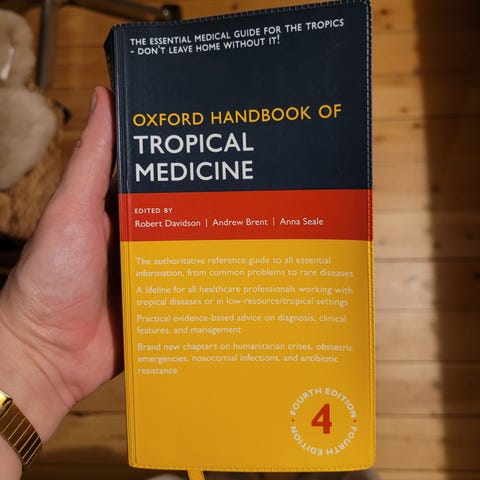 THE ESSENTIAL MEDICAL GUIDE FOR THE TROPICS
- DON'T LEAVE HOME WITHOUT IT!
OXFORD HANDBOOK OF
TROPICAL
MEDICINE
EDITED BY
Robert Davidson | Andrew Brent | Anna Seale
The authoritative reference guide to all essential
information, from common problems to rare diseases
A lifeline for all healthcare professionals working with
tropical diseases or in low-resource/tropical settings
Practical evidence-based advice on diagnosis, clinical
features, and management
Brand new chapters on humanitarian crises, obstetric
emergencies, nosocomial infections, and antibiotic
resistance
FOURTH EDITION
4
FOURTH EDITION